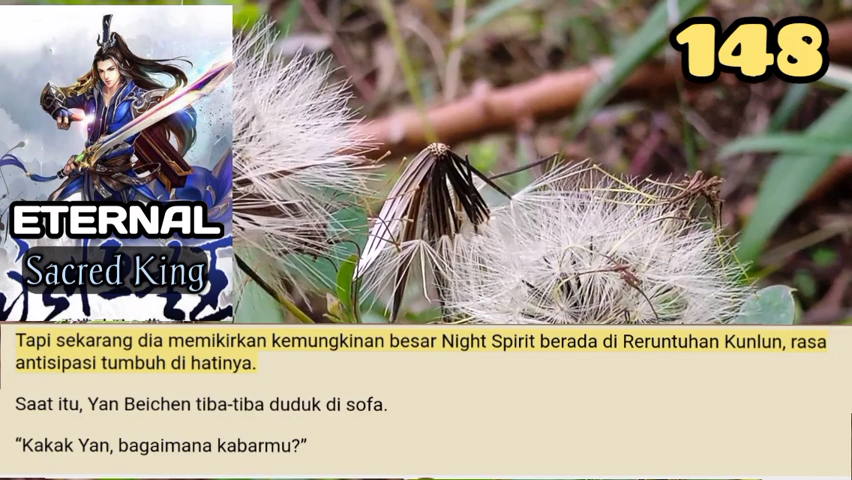 148
ETERNAL
Sacred King
Tapi sekarang dia memikirkan kemungkinan besar Night Spirit berada di Reruntuhan Kunlun, rasa
antisipasi tumbuh di hatinya.
Saat itu, Yan Beichen tiba-tiba duduk di sofa.
“Kakak Yan, bagaimana kabarmu?”